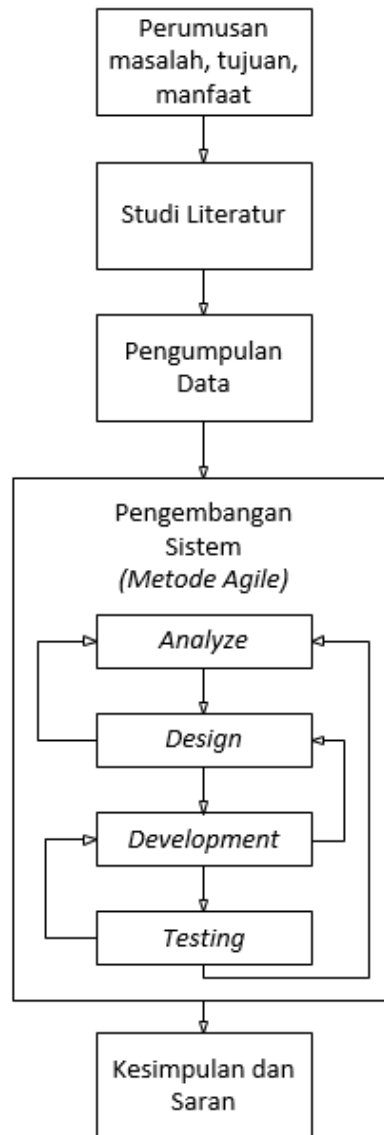 Perumusan
masalah, tujuan,
manfaat
Studi Literatur
Pengumpulan
Data
Pengembangan
Sistem
(Metode Agile)
Analyze
Design
Development
Testing
Kesimpulan dan
Saran